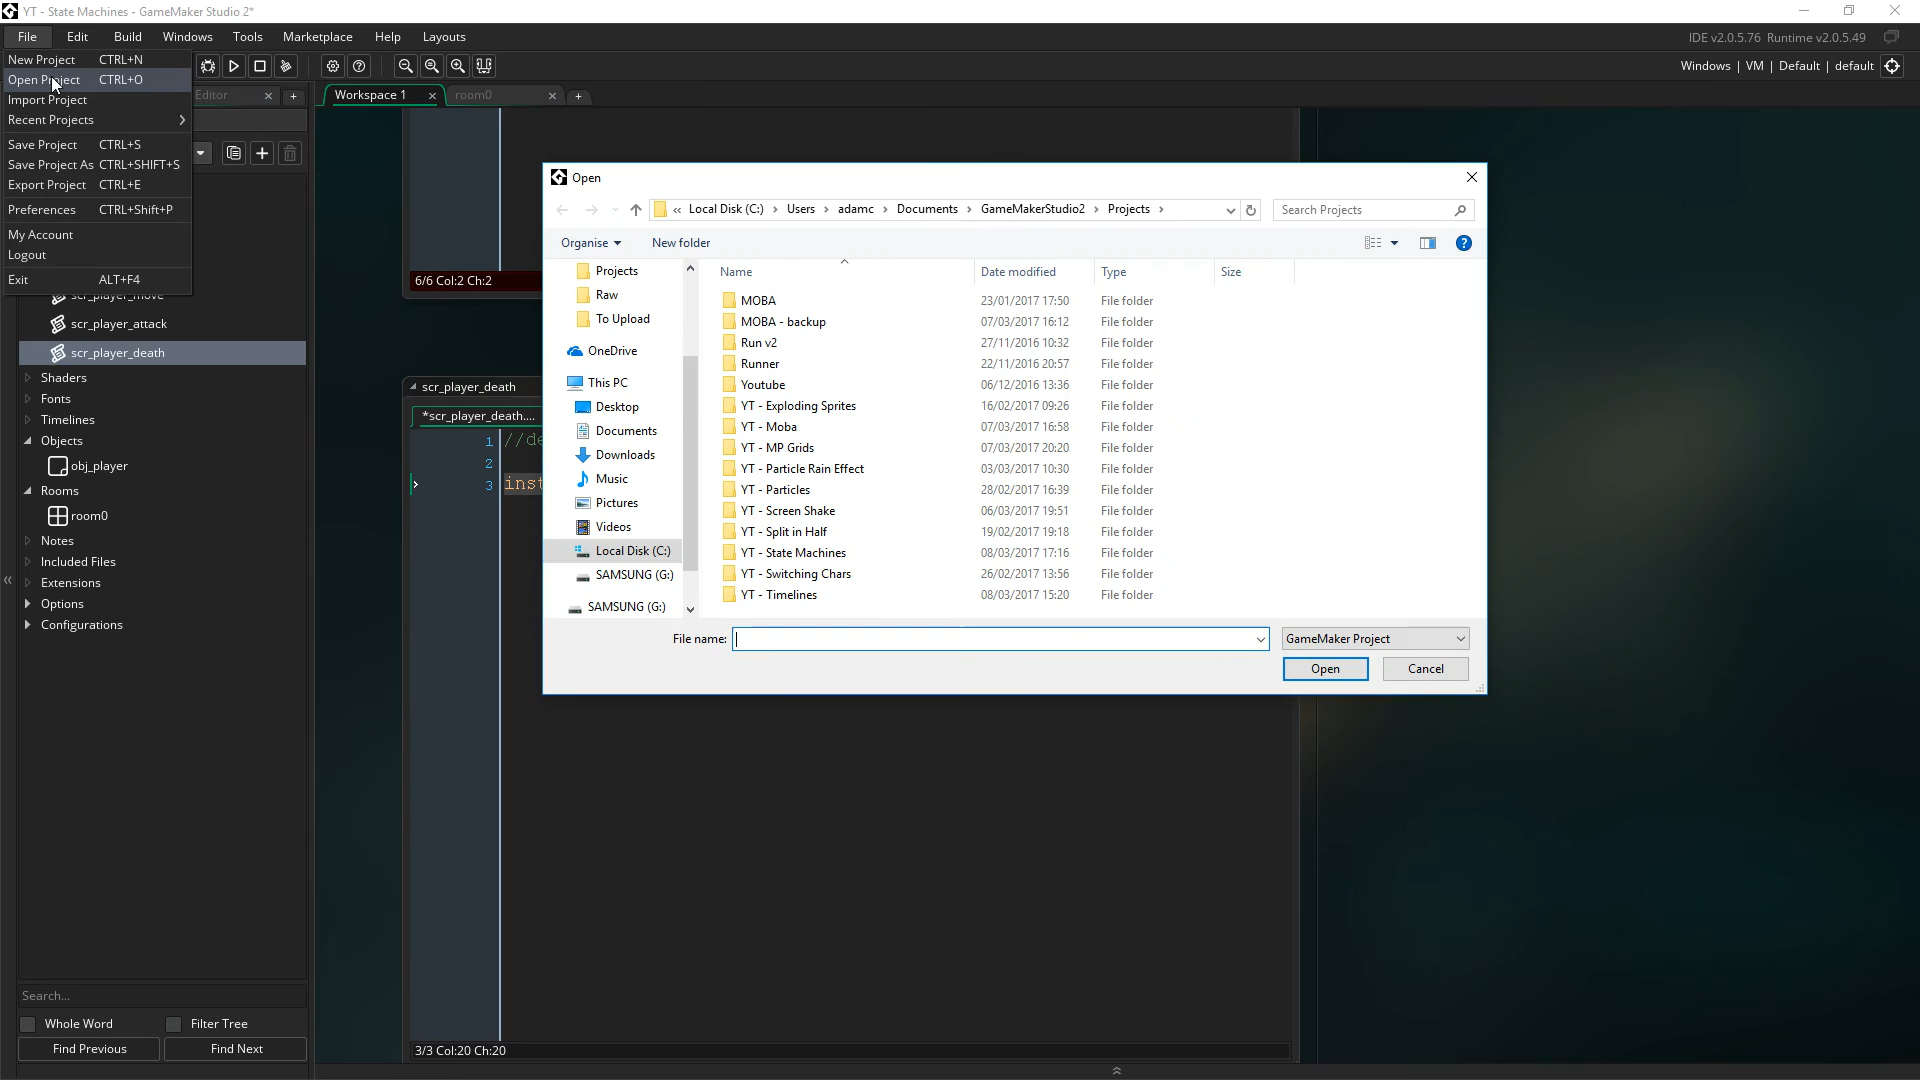 YT - State Machines - GameMaker Studio 2*
File Edit Build Windows Tools Marketplace Help Layouts
IDE v2.0.5.76 Runtime v2.0.5.49
New Project CTRL+N
Open Project CTRL+O
Import Project
Recent Projects
Save Project CTRL+S
Save Project As CTRL+SHIFT+S
Export Project CTRL+E
Preferences CTRL+Shift+P
My Account
Logout
Exit ALT+F4
Windows | VM | Default | default
Editor
Workspace 1
room0
scr_player_move
scr_player_attack
scr_player_death
Shaders
Fonts
Timelines
Objects
obj_player
Rooms
room0
Notes
Included Files
Extensions
Options
Configurations
Search...
Whole Word Filter Tree
Find Previous Find Next
6/6 Col:2 Ch:2
scr_player_death
*scr_player_death....
1 //de
2
3 inst
3/3 Col:20 Ch:20
Open
« Local Disk (C:) › Users › adamc › Documents › GameMakerStudio2 › Projects ›
Search Projects
Organise New folder
Projects
Raw
To Upload
OneDrive
This PC
Desktop
Documents
Downloads
Music
Pictures
Videos
Local Disk (C:)
SAMSUNG (G:)
SAMSUNG (G:)
Name Date modified Type Size
MOBA 23/01/2017 17:50 File folder
MOBA - backup 07/03/2017 16:12 File folder
Run v2 27/11/2016 10:32 File folder
Runner 22/11/2016 20:57 File folder
Youtube 06/12/2016 13:36 File folder
YT - Exploding Sprites 16/02/2017 09:26 File folder
YT - Moba 07/03/2017 16:58 File folder
YT - MP Grids 07/03/2017 20:20 File folder
YT - Particle Rain Effect 03/03/2017 10:30 File folder
YT - Particles 28/02/2017 16:39 File folder
YT - Screen Shake 06/03/2017 19:51 File folder
YT - Split in Half 19/02/2017 19:18 File folder
YT - State Machines 08/03/2017 17:16 File folder
YT - Switching Chars 26/02/2017 13:56 File folder
YT - Timelines 08/03/2017 15:20 File folder
File name:
GameMaker Project
Open Cancel